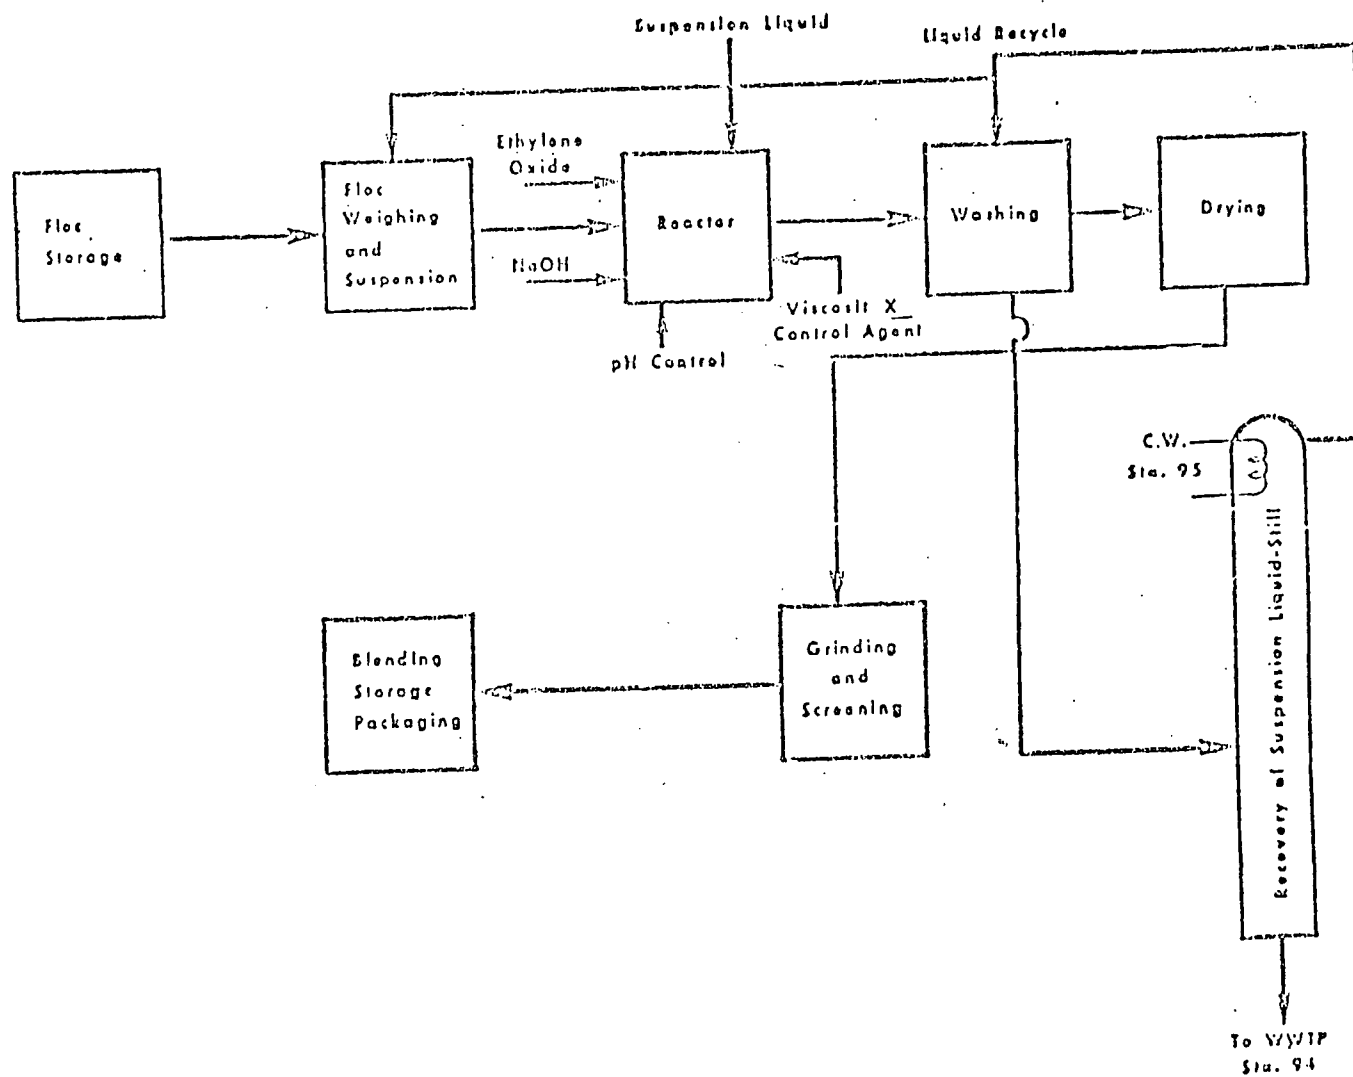 Suspension Liquid
Liquid Recycle
Ethylene
Oxide
Floc
Storage
Floc
Weighing
and
Suspension
NaOH
Reactor
Washing
Drying
pH Control
Viscosit X
Control Agent
C.W.
Sta. 95
Recovery of Suspension Liquid-Still
Blending
Storage
Packaging
Grinding
and
Screening
To WWTP
Sta. 94